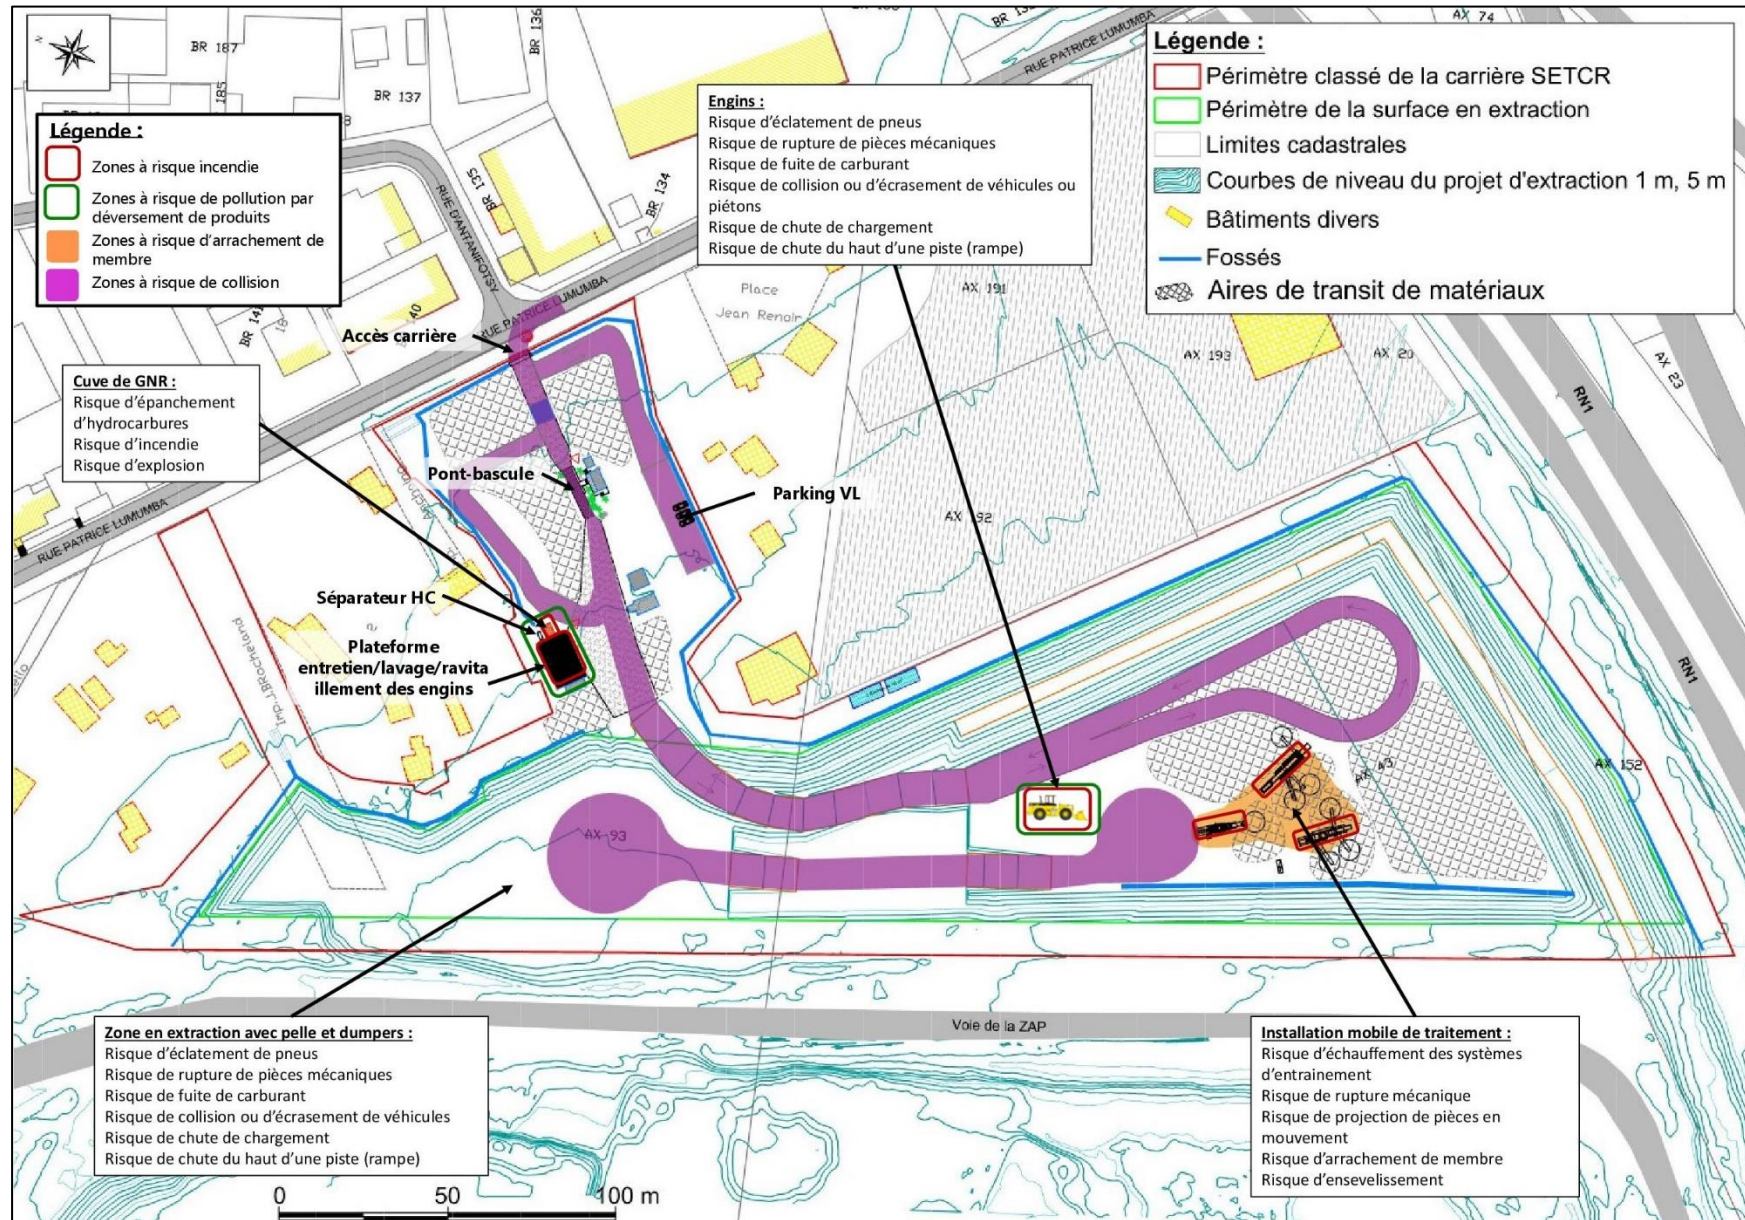 BR 187
185
BR 136
BR 137
BR 135
BR 134
AX 74
RUE PATRICE LUMUMBA
RUE D'ANTANIFOTSY
Légende :
Zones à risque incendie
Zones à risque de pollution par
déversement de produits
Zones à risque d'arrachement de
membre
Zones à risque de collision
Engins :
Risque d'éclatement de pneus
Risque de rupture de pièces mécaniques
Risque de fuite de carburant
Risque de collision ou d'écrasement de véhicules ou
piétons
Risque de chute de chargement
Risque de chute du haut d'une piste (rampe)
Légende :
Périmètre classé de la carrière SETCR
Périmètre de la surface en extraction
Limites cadastrales
Courbes de niveau du projet d'extraction 1 m, 5 m
Bâtiments divers
Fossés
Aires de transit de matériaux
Place
Jean Renoir
AX 191
AX 193
AX 20
AX 23
RN1
40
RUE PATRICE LUMUMBA
Accès carrière
Cuve de GNR :
Risque d'épanchement
d'hydrocarbures
Risque d'incendie
Risque d'explosion
Pont-bascule
Parking VL
AX 92
RUE PATRICE LUMUMBA
Séparateur HC
Plateforme
entretien/lavage/ravita
illement des engins
Imp.J.BRocheland
RN1
AX 43
AX 152
AX 93
Voie de la ZAP
Zone en extraction avec pelle et dumpers :
Risque d'éclatement de pneus
Risque de rupture de pièces mécaniques
Risque de fuite de carburant
Risque de collision ou d'écrasement de véhicules
Risque de chute de chargement
Risque de chute du haut d'une piste (rampe)
Installation mobile de traitement :
Risque d'échauffement des systèmes
d'entrainement
Risque de rupture mécanique
Risque de projection de pièces en
mouvement
Risque d'arrachement de membre
Risque d'ensevelissement
0 50 100 m